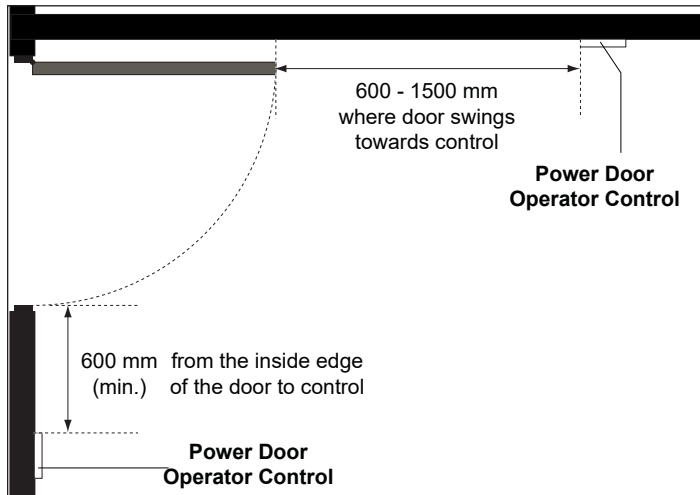 600 - 1500 mm
where door swings
towards control
Power Door
Operator Control
600 mm from the inside edge
(min.) of the door to control
Power Door
Operator Control